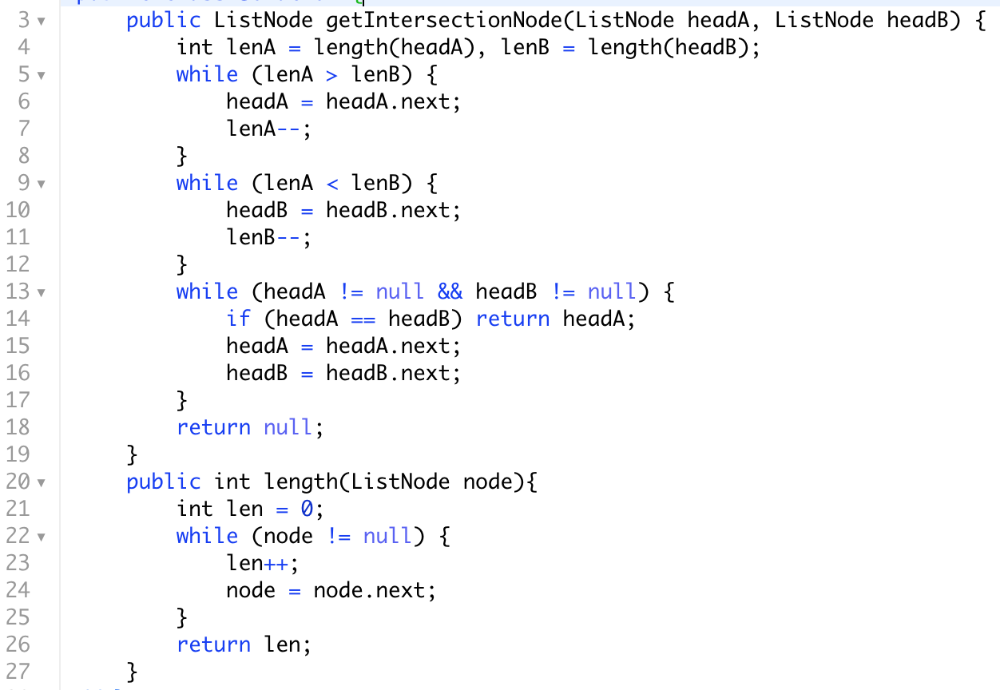 3 public ListNode getIntersectionNode(ListNode headA, ListNode headB) {
4 int lenA = length(headA), lenB = length(headB);
5 while (lenA > lenB) {
6 headA = headA.next;
7 lenA--;
8 }
9 while (lenA < lenB) {
10 headB = headB.next;
11 lenB--;
12 }
13 while (headA != null && headB != null) {
14 if (headA == headB) return headA;
15 headA = headA.next;
16 headB = headB.next;
17 }
18 return null;
19 }
20 public int length(ListNode node){
21 int len = 0;
22 while (node != null) {
23 len++;
24 node = node.next;
25 }
26 return len;
27 }